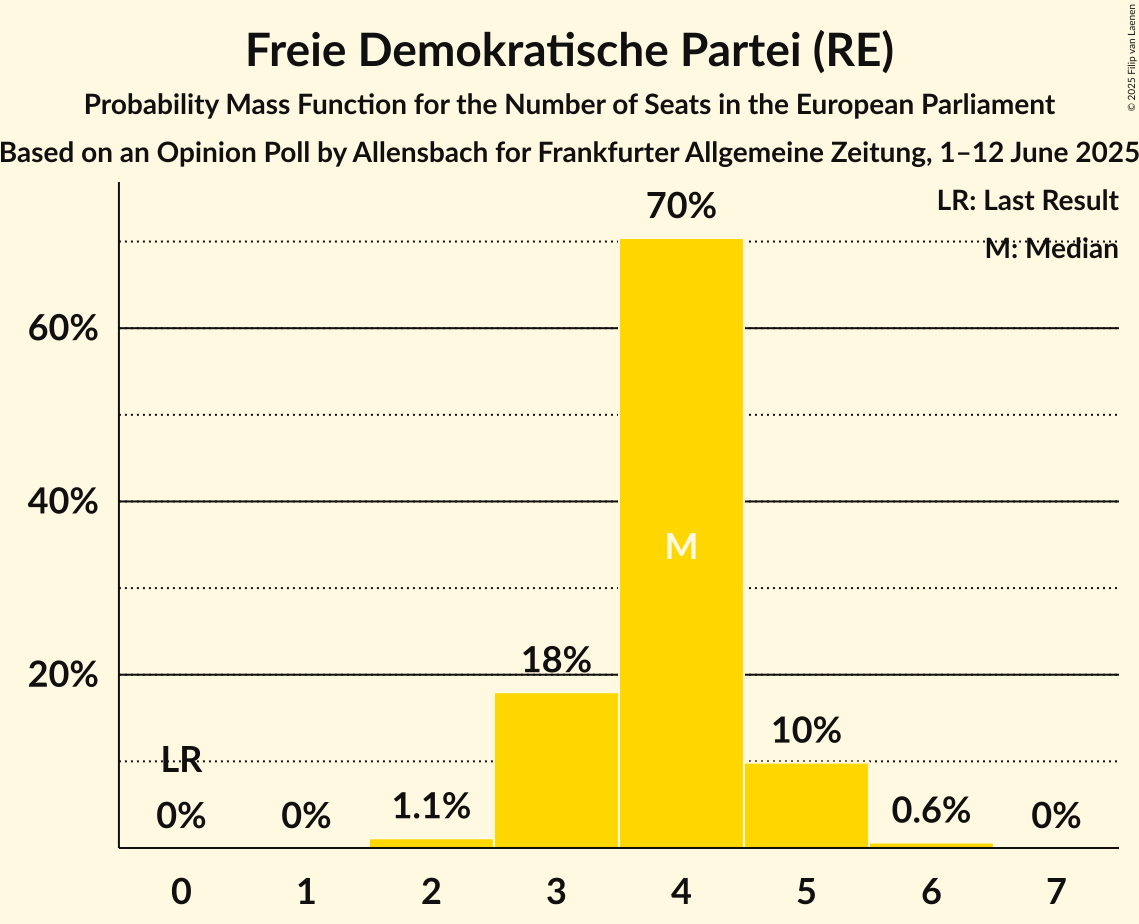 Freie Demokratische Partei (RE)
Probability Mass Function for the Number of Seats in the European Parliament
Based on an Opinion Poll by Allensbach for Frankfurter Allgemeine Zeitung, 1–12 June 2025
© 2025 Filip van Laenen
LR: Last Result
M: Median
70%
60%
40%
M
18%
20%
10%
LR
0%
0%
1.1%
0.6%
0%
0 1 2 3 4 5 6 7